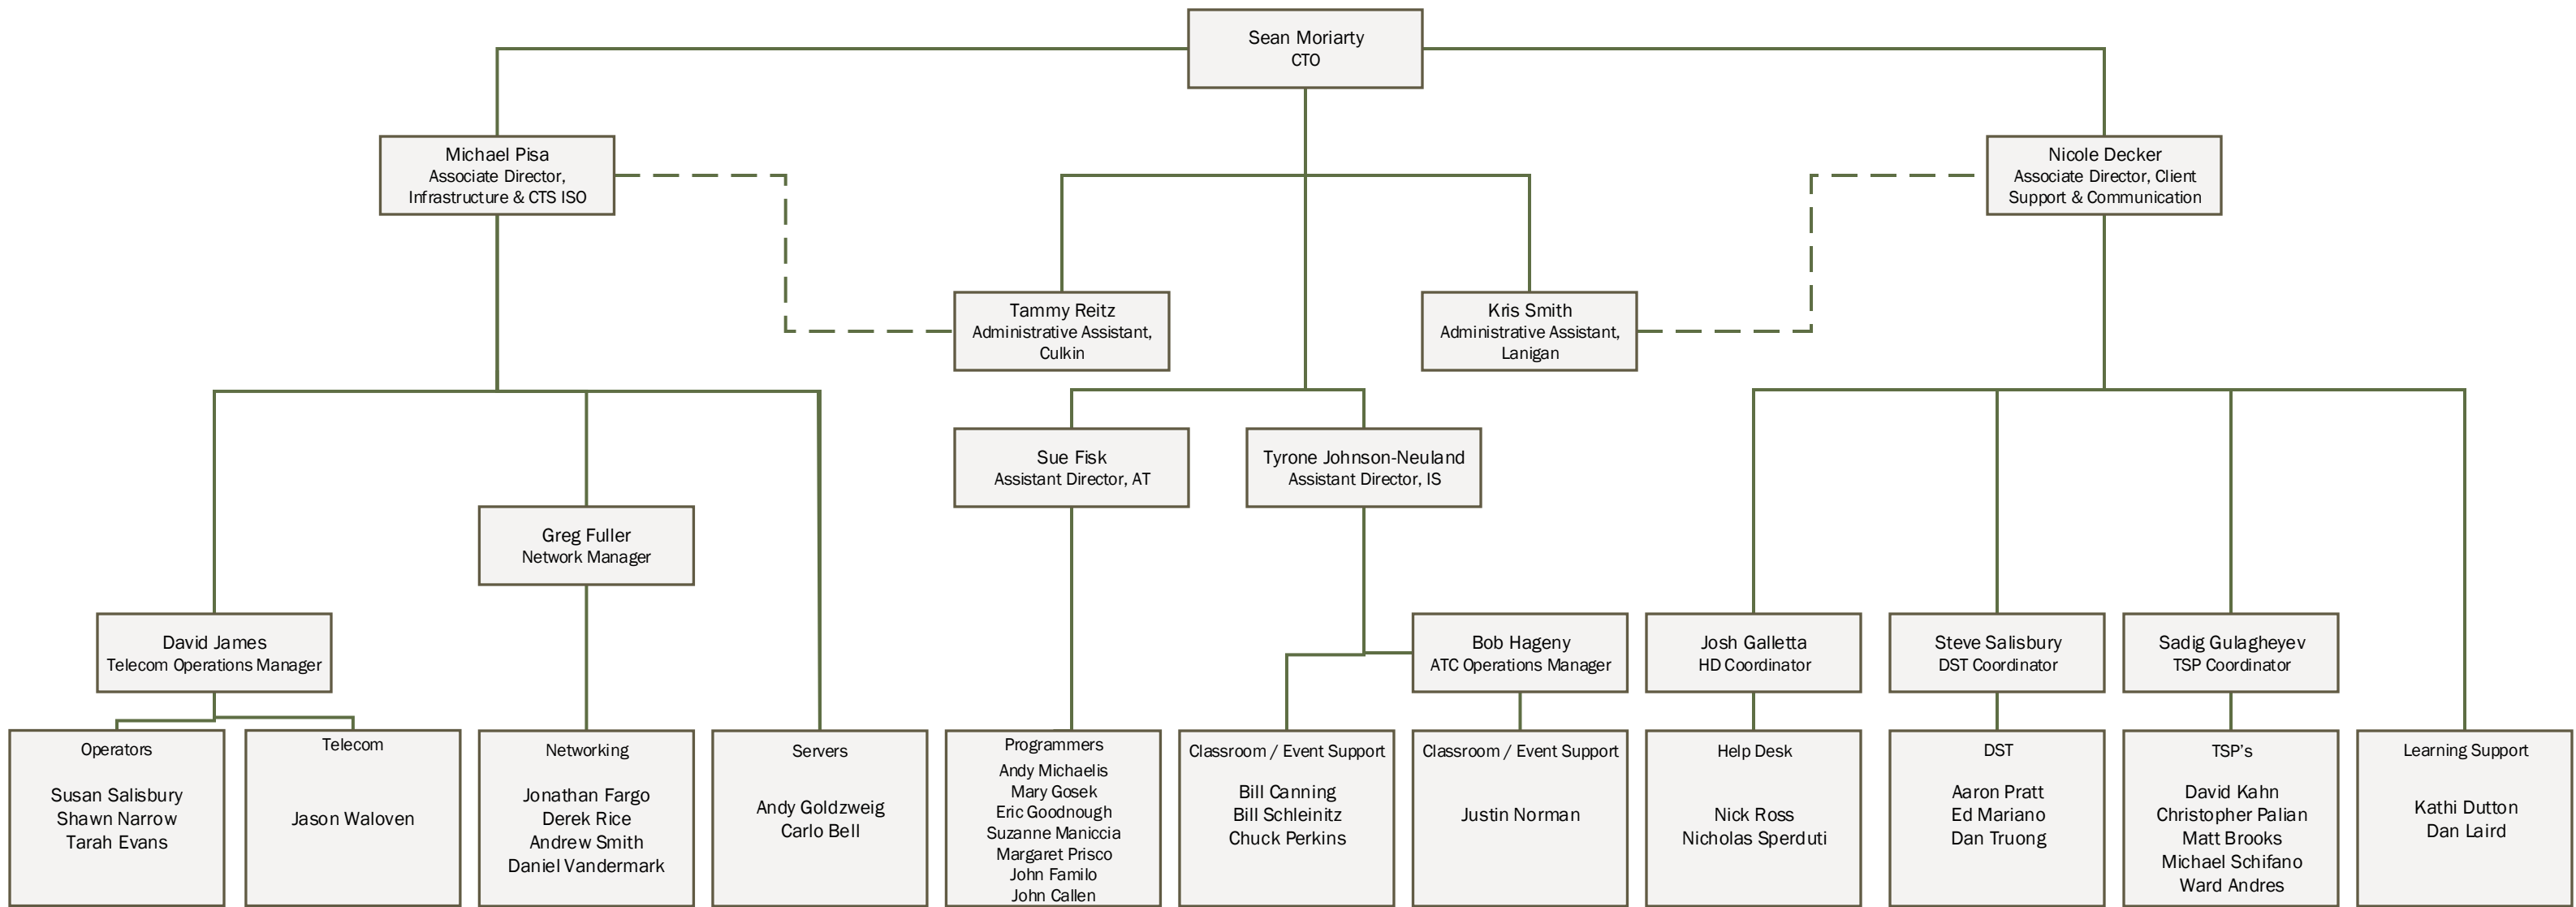 Sean Moriarty
CTO
Michael Pisa
Associate Director,
Infrastructure & CTS ISO
Nicole Decker
Associate Director, Client
Support & Communication
Tammy Reitz
Administrative Assistant,
Culkin
Kris Smith
Administrative Assistant,
Lanigan
Sue Fisk
Assistant Director, AT
Tyrone Johnson-Neuland
Assistant Director, IS
Greg Fuller
Network Manager
David James
Telecom Operations Manager
Bob Hageny
ATC Operations Manager
Josh Galletta
HD Coordinator
Steve Salisbury
DST Coordinator
Sadig Gulagheyev
TSP Coordinator
Operators
Susan Salisbury
Shawn Narrow
Tarah Evans
Telecom
Jason Waloven
Networking
Jonathan Fargo
Derek Rice
Andrew Smith
Daniel Vandermark
Servers
Andy Goldzweig
Carlo Bell
Programmers
Andy Michaelis
Mary Gosek
Eric Goodnough
Suzanne Maniccia
Margaret Prisco
John Familo
John Callen
Classroom / Event Support
Bill Canning
Bill Schleinitz
Chuck Perkins
Classroom / Event Support
Justin Norman
Help Desk
Nick Ross
Nicholas Sperduti
DST
Aaron Pratt
Ed Mariano
Dan Truong
TSP’s
David Kahn
Christopher Palian
Matt Brooks
Michael Schifano
Ward Andres
Learning Support
Kathi Dutton
Dan Laird